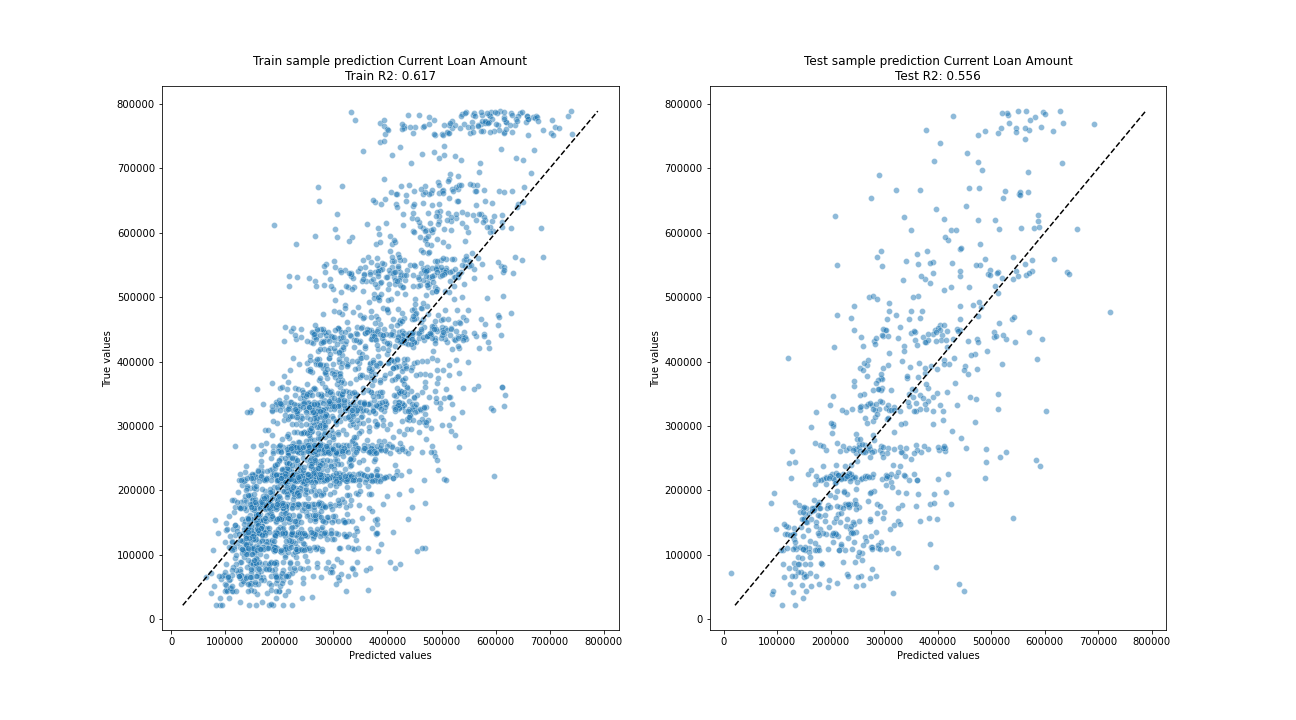 Train sample prediction Current Loan Amount
Train R2: 0.617
800000
700000
600000
500000
400000
300000
200000
100000
0
True values
0 100000 200000 300000 400000 500000 600000 700000 800000
Predicted values
Test sample prediction Current Loan Amount
Test R2: 0.556
800000
700000
600000
500000
400000
300000
200000
100000
0
True values
0 100000 200000 300000 400000 500000 600000 700000 800000
Predicted values